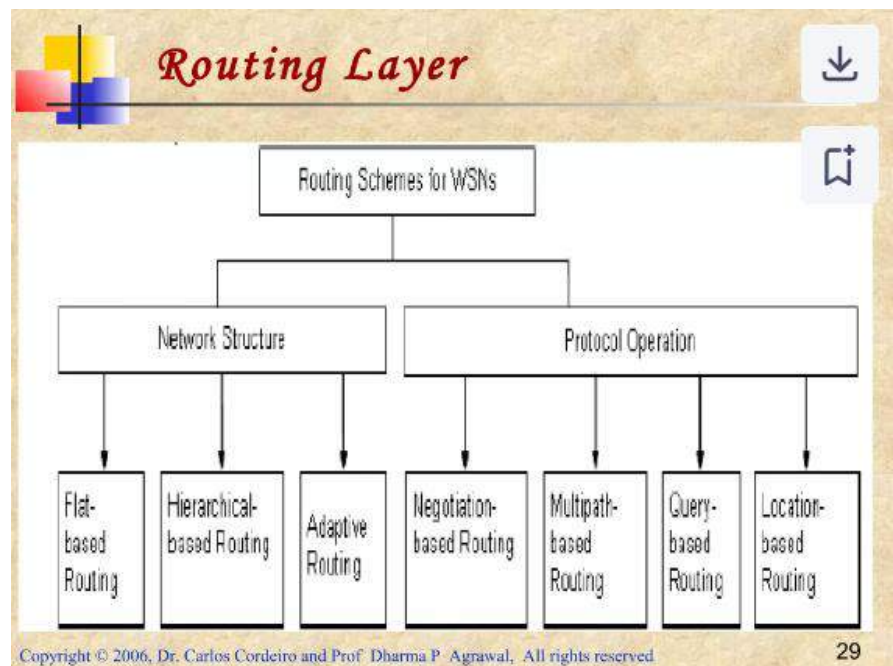 Routing Layer
Routing Schemes for WSNs
Network Structure
Protocol Operation
Flat-
based
Routing
Hierarchical-
based Routing
Adaptive
Routing
Negotiation-
based Routing
Multipath-
based
Routing
Query-
based
Routing
Location-
based
Routing
Copyright © 2006, Dr. Carlos Cordeiro and Prof Dharma P Agrawal, All rights reserved
29